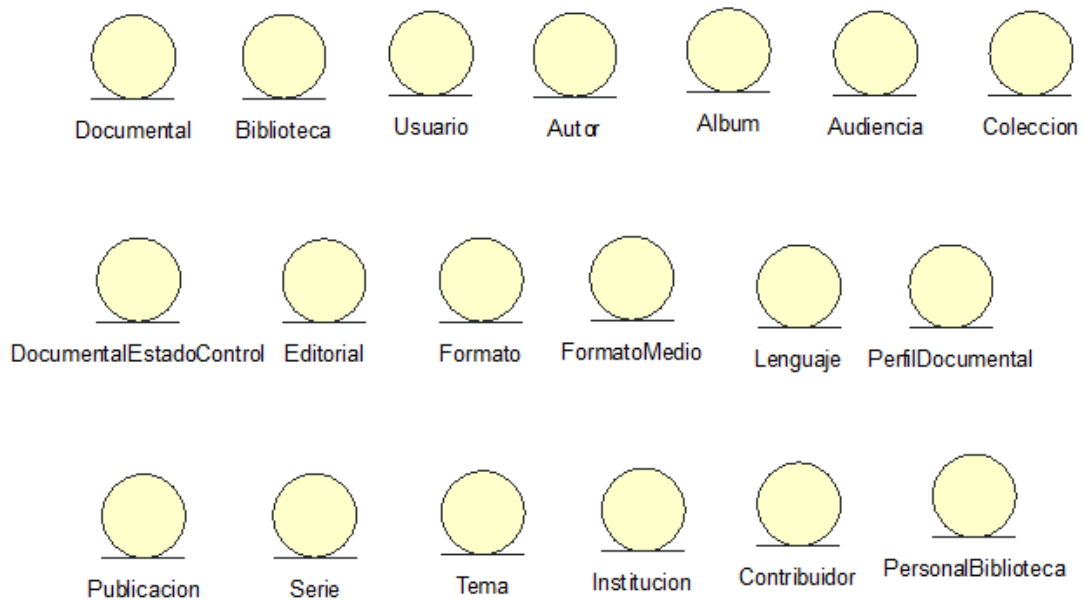 Documental Biblioteca Usuario Autor Album Audiencia Coleccion
DocumentalEstadoControl Editorial Formato FormatoMedio Lenguaje PerfilDocumental
Publicacion Serie Tema Institucion Contribuidor PersonalBiblioteca